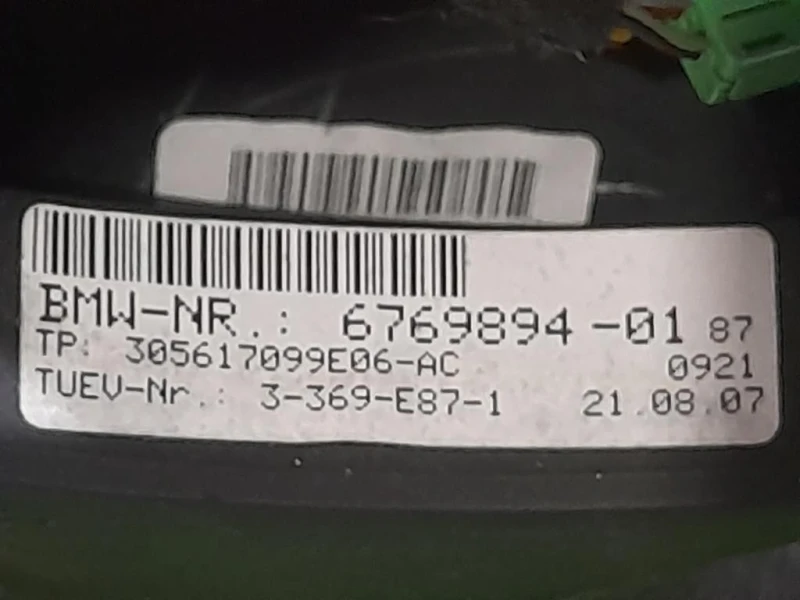 BMW-NR.: 6769894-01 87
TP: 305617099E06-AC 0921
TUEV-Nr.: 3-369-E87-1 21.08.07